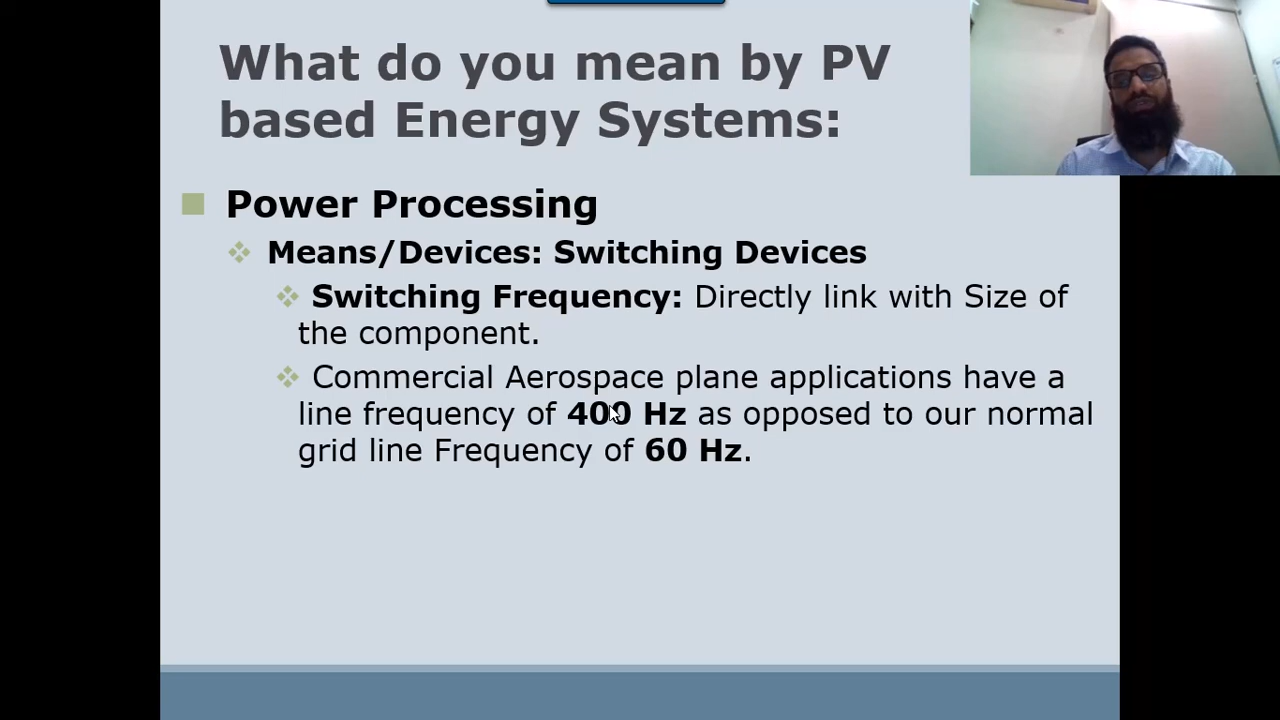 What do you mean by PV
based Energy Systems:
Power Processing
Means/Devices: Switching Devices
Switching Frequency: Directly link with Size of
the component.
Commercial Aerospace plane applications have a
line frequency of 400 Hz as opposed to our normal
grid line Frequency of 60 Hz.